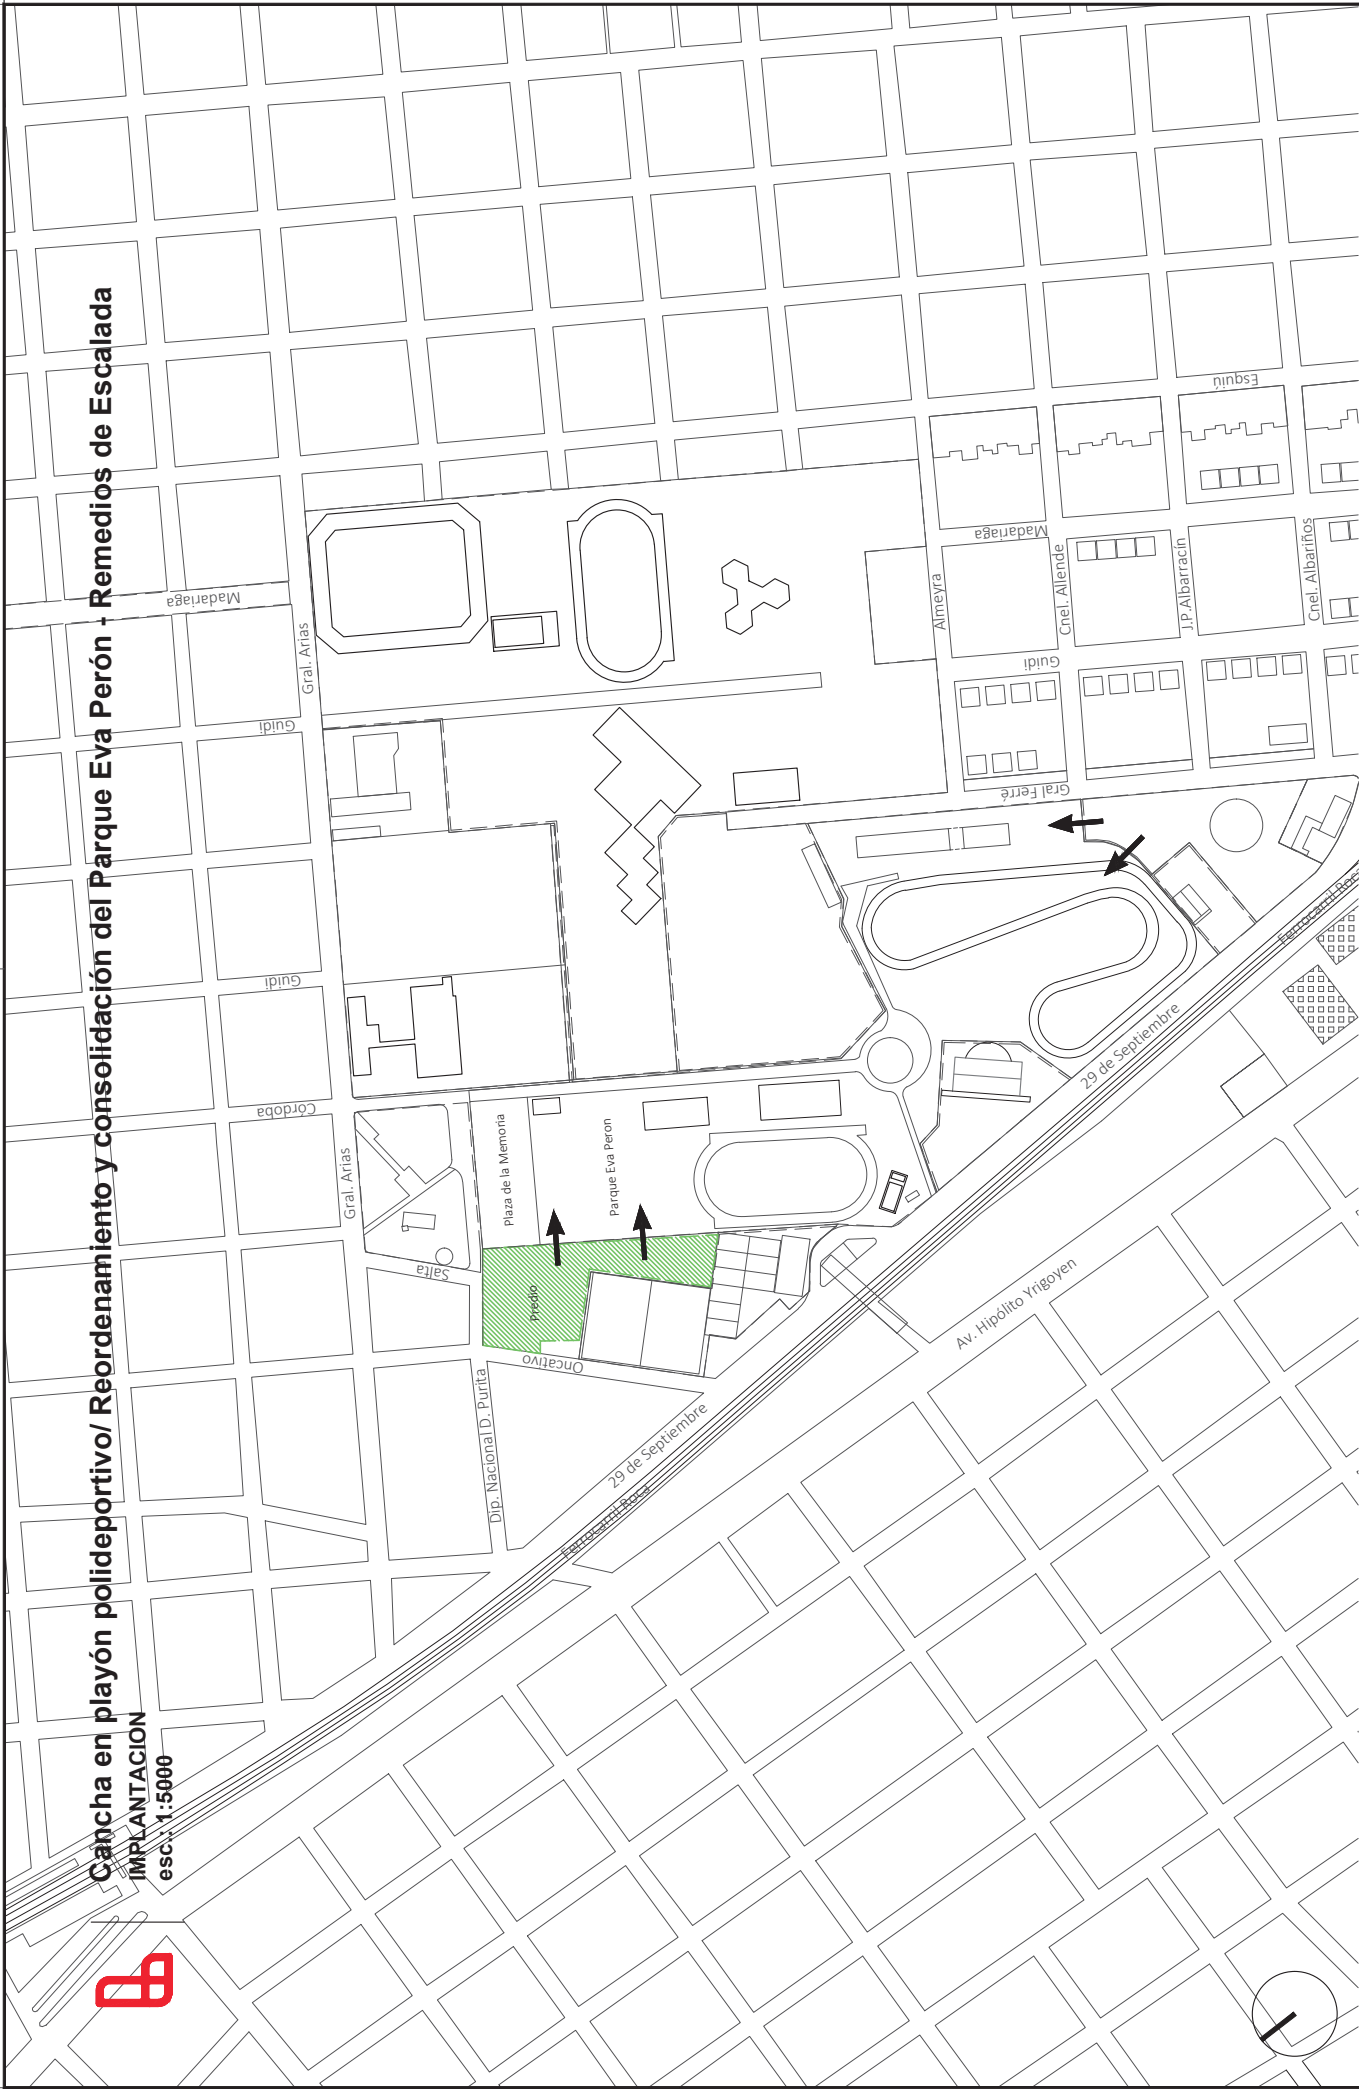 Cancha en playón polideportivo/ Reordenamiento y consolidación del Parque Eva Perón - Remedios de Escalada
IMPLANTACION
esc.: 1:5000
Madariaga
Gral. Arias
Guidi
Guidi
Córdoba
Gral. Arias
Salta
Plaza de la Memoria
Parque Eva Peron
Predio
Oncativo
Dip. Nacional D. Purita
29 de Septiembre
Ferrocarril Roca
Av. Hipólito Yrigoyen
29 de Septiembre
Ferrocarril Roca
Gral Ferré
Guidi
Almeyra
Madariaga
Cnel. Allende
J.P.Albarracín
Cnel. Albariños
Esquiú